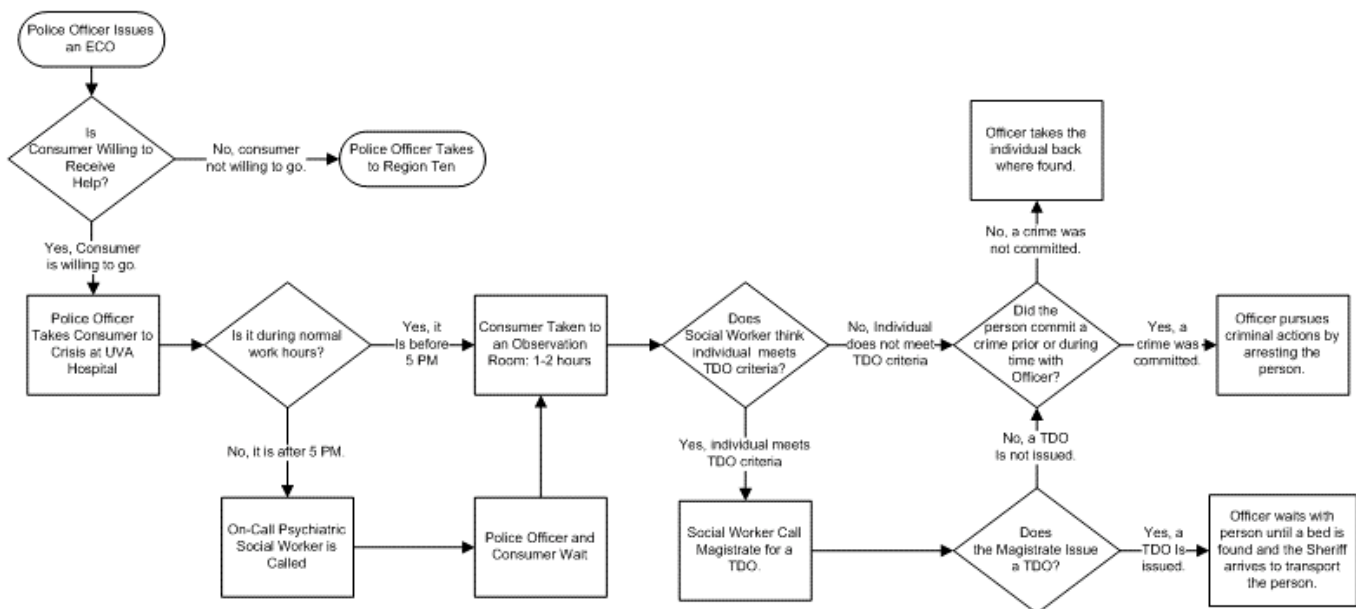 Police Officer Issues
an ECO
Is
Consumer Willing to
Receive
Help?
No, consumer
not willing to go.
Police Officer Takes
to Region Ten
Yes, Consumer
is willing to go.
Police Officer
Takes Consumer to
Crisis at UVA
Hospital
Is it during normal
work hours?
Yes, it
Is before
5 PM
Consumer Taken to
an Observation
Room: 1-2 hours
No, it is after 5 PM.
On-Call Psychiatric
Social Worker is
Called
Police Officer and
Consumer Wait
Does
Social Worker think
individual meets
TDO criteria?
No, Individual
does not meet
TDO criteria
Yes, individual meets
TDO criteria
Social Worker Call
Magistrate for a
TDO.
Officer takes the
individual back
where found.
No, a crime was
not committed.
Did the
person commit a
crime prior or during
time with
Officer?
Yes, a
crime was
committed.
Officer pursues
criminal actions by
arresting the
person.
No, a TDO
Is not issued.
Does
the Magistrate Issue
a TDO?
Yes, a
TDO Is
issued.
Officer waits with
person until a bed is
found and the Sheriff
arrives to transport
the person.